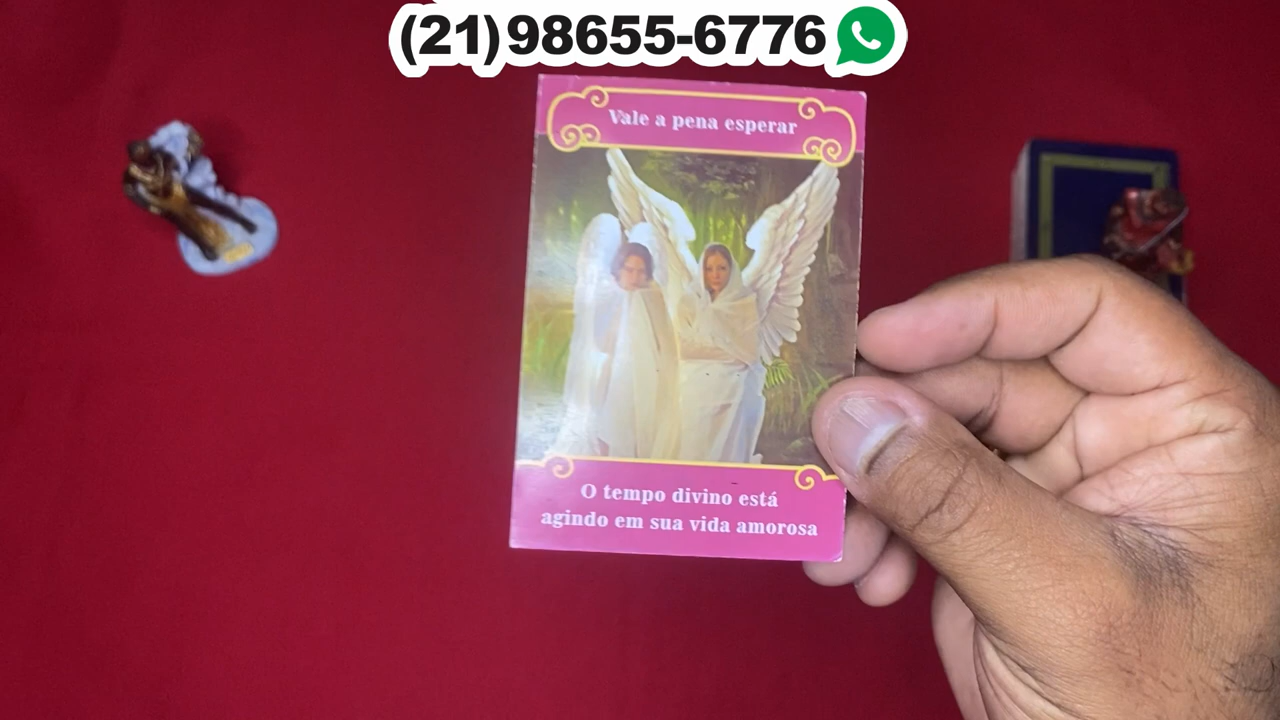 (21)98655-6776
Vale a pena esperar
O tempo divino está
agindo em sua vida amorosa